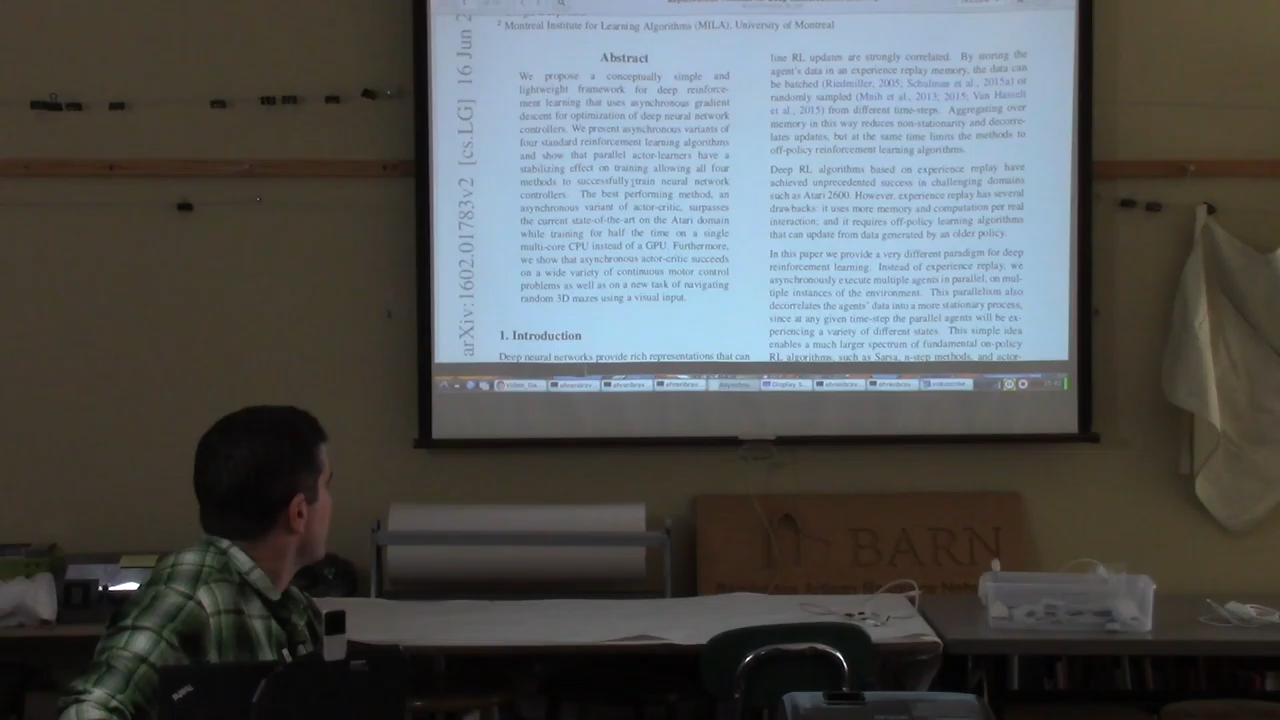 ² Montreal Institute for Learning Algorithms (MILA), University of Montreal
arXiv:1602.01783v2 [cs.LG] 16 Jun 2
Abstract
We propose a conceptually simple and
lightweight framework for deep reinforce-
ment learning that uses asynchronous gradient
descent for optimization of deep neural network
controllers. We present asynchronous variants of
four standard reinforcement learning algorithms
and show that parallel actor-learners have a
stabilizing effect on training allowing all four
methods to successfully train neural network
controllers. The best performing method, an
asynchronous variant of actor-critic, surpasses
the current state-of-the-art on the Atari domain
while training for half the time on a single
multi-core CPU instead of a GPU. Furthermore,
we show that asynchronous actor-critic succeeds
on a wide variety of continuous motor control
problems as well as on a new task of navigating
random 3D mazes using a visual input.
1. Introduction
Deep neural networks provide rich representations that can
line RL updates are strongly correlated. By storing the
agent's data in an experience replay memory, the data can
be batched (Riedmiller, 2005; Schulman et al., 2015a) or
randomly sampled (Mnih et al., 2013; 2015; Van Hasselt
et al., 2015) from different time-steps. Aggregating over
memory in this way reduces non-stationarity and decorre-
lates updates, but at the same time limits the methods to
off-policy reinforcement learning algorithms.
Deep RL algorithms based on experience replay have
achieved unprecedented success in challenging domains
such as Atari 2600. However, experience replay has several
drawbacks: it uses more memory and computation per real
interaction; and it requires off-policy learning algorithms
that can update from data generated by an older policy.
In this paper we provide a very different paradigm for deep
reinforcement learning. Instead of experience replay, we
asynchronously execute multiple agents in parallel, on mul-
tiple instances of the environment. This parallelism also
decorrelates the agents' data into a more stationary process,
since at any given time-step the parallel agents will be ex-
periencing a variety of different states. This simple idea
enables a much larger spectrum of fundamental on-policy
RL algorithms, such as Sarsa, n-step methods, and actor-
Display S...
BARN